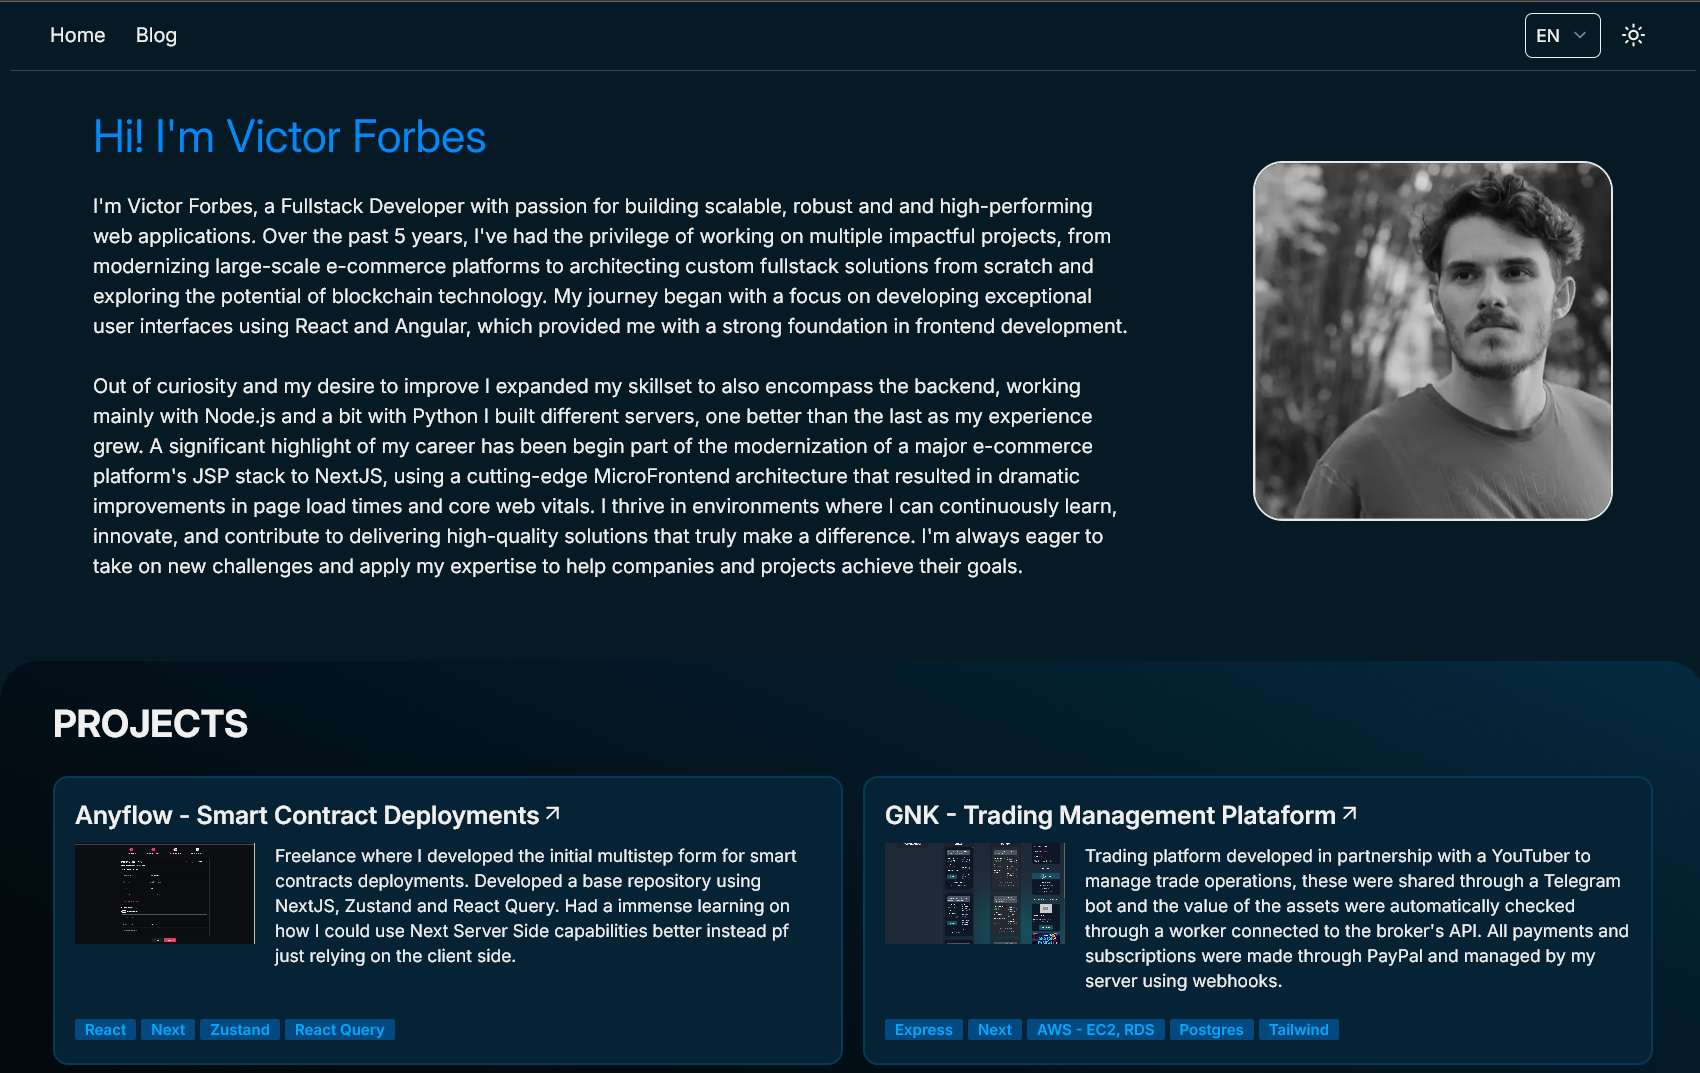 Home Blog EN
Hi! I'm Victor Forbes
I'm Victor Forbes, a Fullstack Developer with passion for building scalable, robust and and high-performing
web applications. Over the past 5 years, I've had the privilege of working on multiple impactful projects, from
modernizing large-scale e-commerce platforms to architecting custom fullstack solutions from scratch and
exploring the potential of blockchain technology. My journey began with a focus on developing exceptional
user interfaces using React and Angular, which provided me with a strong foundation in frontend development.
Out of curiosity and my desire to improve I expanded my skillset to also encompass the backend, working
mainly with Node.js and a bit with Python I built different servers, one better than the last as my experience
grew. A significant highlight of my career has been begin part of the modernization of a major e-commerce
platform's JSP stack to NextJS, using a cutting-edge MicroFrontend architecture that resulted in dramatic
improvements in page load times and core web vitals. I thrive in environments where I can continuously learn,
innovate, and contribute to delivering high-quality solutions that truly make a difference. I'm always eager to
take on new challenges and apply my expertise to help companies and projects achieve their goals.
PROJECTS
Anyflow - Smart Contract Deployments
Freelance where I developed the initial multistep form for smart
contracts deployments. Developed a base repository using
NextJS, Zustand and React Query. Had a immense learning on
how I could use Next Server Side capabilities better instead pf
just relying on the client side.
React Next Zustand React Query
GNK - Trading Management Plataform
Trading platform developed in partnership with a YouTuber to
manage trade operations, these were shared through a Telegram
bot and the value of the assets were automatically checked
through a worker connected to the broker's API. All payments and
subscriptions were made through PayPal and managed by my
server using webhooks.
Express Next AWS - EC2, RDS Postgres Tailwind